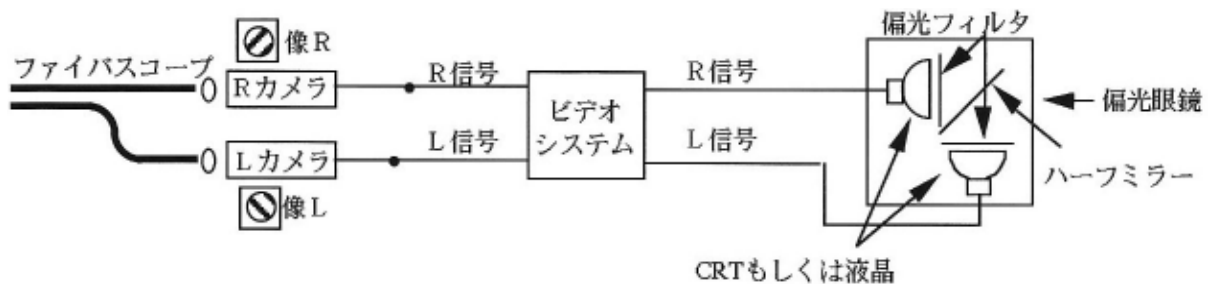 偏光フィルタ
像R
ファイバスコープ
Rカメラ
R信号
R信号
ビデオ
システム
偏光眼鏡
Lカメラ
L信号
L信号
ハーフミラー
像L
CRTもしくは液晶